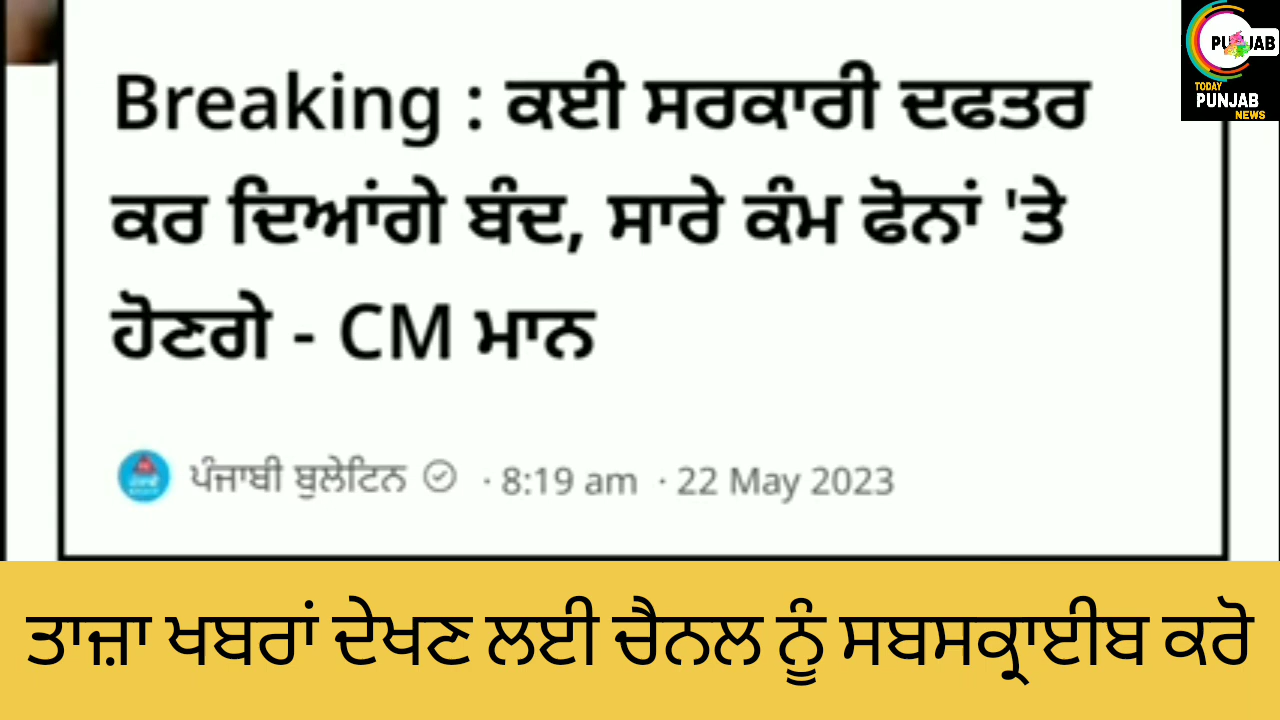 PUNJAB
TODAY
PUNJAB
NEWS
Breaking : ਕਈ ਸਰਕਾਰੀ ਦਫਤਰ
ਕਰ ਦਿਆਂਗੇ ਬੰਦ, ਸਾਰੇ ਕੰਮ ਫੋਨਾਂ 'ਤੇ
ਹੋਣਗੇ - CM ਮਾਨ
ਪੰਜਾਬੀ ਬੁਲੇਟਿਨ · 8:19 am · 22 May 2023
ਤਾਜ਼ਾ ਖਬਰਾਂ ਦੇਖਣ ਲਈ ਚੈਨਲ ਨੂੰ ਸਬਸਕ੍ਰਾਈਬ ਕਰੋ